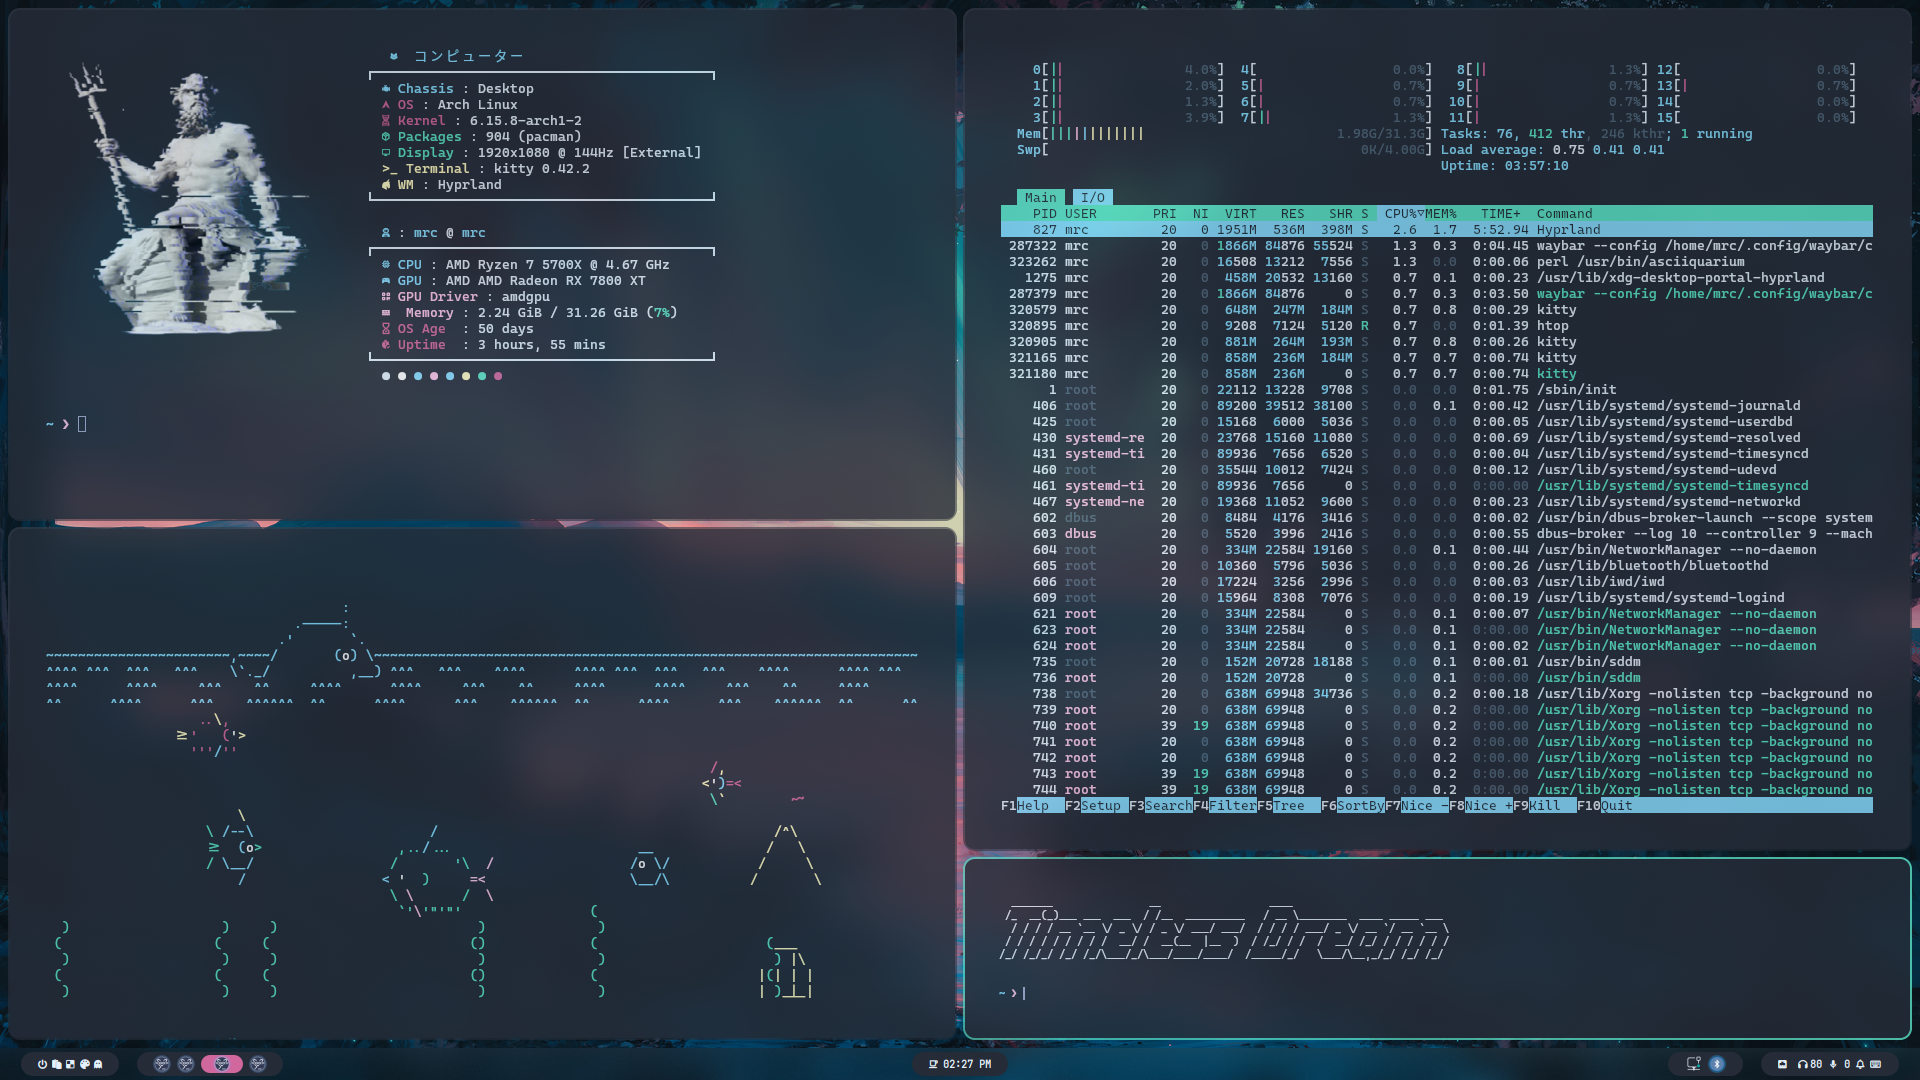 コンピューター
Chassis : Desktop
OS : Arch Linux
Kernel : 6.15.8-arch1-2
Packages : 904 (pacman)
Display : 1920x1080 @ 144Hz [External]
>_ Terminal : kitty 0.42.2
WM : Hyprland
: mrc @ mrc
CPU : AMD Ryzen 7 5700X @ 4.67 GHz
GPU : AMD AMD Radeon RX 7800 XT
GPU Driver : amdgpu
Memory : 2.24 GiB / 31.26 GiB (7%)
OS Age : 50 days
Uptime : 3 hours, 55 mins
~ ❯
0[|| 4.0%] 4[ 0.0%] 8[|| 1.3%] 12[ 0.0%]
1[|| 2.0%] 5[| 0.7%] 9[| 0.7%] 13[| 0.7%]
2[|| 1.3%] 6[| 0.7%] 10[| 0.7%] 14[ 0.0%]
3[|| 3.9%] 7[|| 1.3%] 11[| 1.3%] 15[ 0.0%]
Mem[|||||||||||| 1.98G/31.3G] Tasks: 76, 412 thr, 246 kthr; 1 running
Swp[ 0K/4.00G] Load average: 0.75 0.41 0.41
Uptime: 03:57:10
Main I/O
PID USER PRI NI VIRT RES SHR S CPU%▽MEM% TIME+ Command
827 mrc 20 0 1951M 536M 398M S 2.6 1.7 5:52.94 Hyprland
287322 mrc 20 0 1866M 84876 55524 S 1.3 0.3 0:04.45 waybar --config /home/mrc/.config/waybar/c
323262 mrc 20 0 16508 13212 7556 S 1.3 0.0 0:00.06 perl /usr/bin/asciiquarium
1275 mrc 20 0 458M 20532 13160 S 0.7 0.1 0:00.23 /usr/lib/xdg-desktop-portal-hyprland
287379 mrc 20 0 1866M 84876 0 S 0.7 0.3 0:03.50 waybar --config /home/mrc/.config/waybar/c
320579 mrc 20 0 648M 247M 184M S 0.7 0.8 0:00.29 kitty
320895 mrc 20 0 9208 7124 5120 R 0.7 0.0 0:01.39 htop
320905 mrc 20 0 881M 264M 193M S 0.7 0.8 0:00.26 kitty
321165 mrc 20 0 858M 236M 184M S 0.7 0.7 0:00.74 kitty
321180 mrc 20 0 858M 236M 0 S 0.7 0.7 0:00.74 kitty
1 root 20 0 22112 13228 9708 S 0.0 0.0 0:01.75 /sbin/init
406 root 20 0 89200 39512 38100 S 0.0 0.1 0:00.42 /usr/lib/systemd/systemd-journald
425 root 20 0 15168 6000 5036 S 0.0 0.0 0:00.05 /usr/lib/systemd/systemd-userdbd
430 systemd-re 20 0 23768 15160 11080 S 0.0 0.0 0:00.69 /usr/lib/systemd/systemd-resolved
431 systemd-ti 20 0 89936 7656 6520 S 0.0 0.0 0:00.04 /usr/lib/systemd/systemd-timesyncd
460 root 20 0 35544 10012 7424 S 0.0 0.0 0:00.12 /usr/lib/systemd/systemd-udevd
461 systemd-ti 20 0 89936 7656 0 S 0.0 0.0 0:00.00 /usr/lib/systemd/systemd-timesyncd
467 systemd-ne 20 0 19368 11052 9600 S 0.0 0.0 0:00.23 /usr/lib/systemd/systemd-networkd
602 dbus 20 0 8484 4176 3416 S 0.0 0.0 0:00.02 /usr/bin/dbus-broker-launch --scope system
603 dbus 20 0 5520 3996 2416 S 0.0 0.0 0:00.55 dbus-broker --log 10 --controller 9 --mach
604 root 20 0 334M 22584 19160 S 0.0 0.1 0:00.44 /usr/bin/NetworkManager --no-daemon
605 root 20 0 10360 5796 5036 S 0.0 0.0 0:00.26 /usr/lib/bluetooth/bluetoothd
606 root 20 0 17224 3256 2996 S 0.0 0.0 0:00.03 /usr/lib/iwd/iwd
609 root 20 0 15964 8308 7076 S 0.0 0.0 0:00.19 /usr/lib/systemd/systemd-logind
621 root 20 0 334M 22584 0 S 0.0 0.1 0:00.07 /usr/bin/NetworkManager --no-daemon
623 root 20 0 334M 22584 0 S 0.0 0.1 0:00.00 /usr/bin/NetworkManager --no-daemon
624 root 20 0 334M 22584 0 S 0.0 0.1 0:00.02 /usr/bin/NetworkManager --no-daemon
735 root 20 0 152M 20728 18188 S 0.0 0.1 0:00.01 /usr/bin/sddm
736 root 20 0 152M 20728 0 S 0.0 0.1 0:00.00 /usr/bin/sddm
738 root 20 0 638M 69948 34736 S 0.0 0.2 0:00.18 /usr/lib/Xorg -nolisten tcp -background no
739 root 20 0 638M 69948 0 S 0.0 0.2 0:00.00 /usr/lib/Xorg -nolisten tcp -background no
740 root 39 19 638M 69948 0 S 0.0 0.2 0:00.00 /usr/lib/Xorg -nolisten tcp -background no
741 root 20 0 638M 69948 0 S 0.0 0.2 0:00.00 /usr/lib/Xorg -nolisten tcp -background no
742 root 20 0 638M 69948 0 S 0.0 0.2 0:00.00 /usr/lib/Xorg -nolisten tcp -background no
743 root 39 19 638M 69948 0 S 0.0 0.2 0:00.00 /usr/lib/Xorg -nolisten tcp -background no
744 root 39 19 638M 69948 0 S 0.0 0.2 0:00.00 /usr/lib/Xorg -nolisten tcp -background no
F1Help F2Setup F3SearchF4FilterF5Tree F6SortByF7Nice -F8Nice +F9Kill F10Quit
~ ❯
02:27 PM
80 0